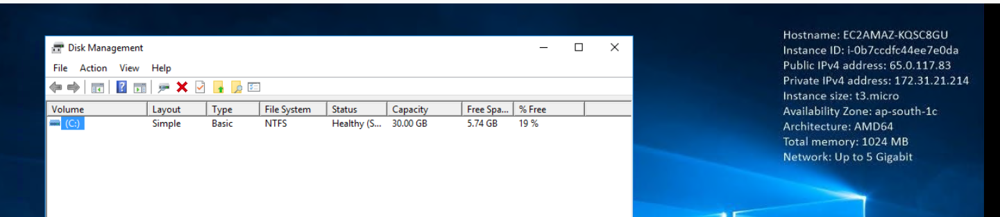 Disk Management
File Action View Help
Volume Layout Type File System Status Capacity Free Spa... % Free
(C:) Simple Basic NTFS Healthy (S... 30.00 GB 5.74 GB 19 %
Hostname: EC2AMAZ-KQSC8GU
Instance ID: i-0b7ccdfc44ee7e0da
Public IPv4 address: 65.0.117.83
Private IPv4 address: 172.31.21.214
Instance size: t3.micro
Availability Zone: ap-south-1c
Architecture: AMD64
Total memory: 1024 MB
Network: Up to 5 Gigabit